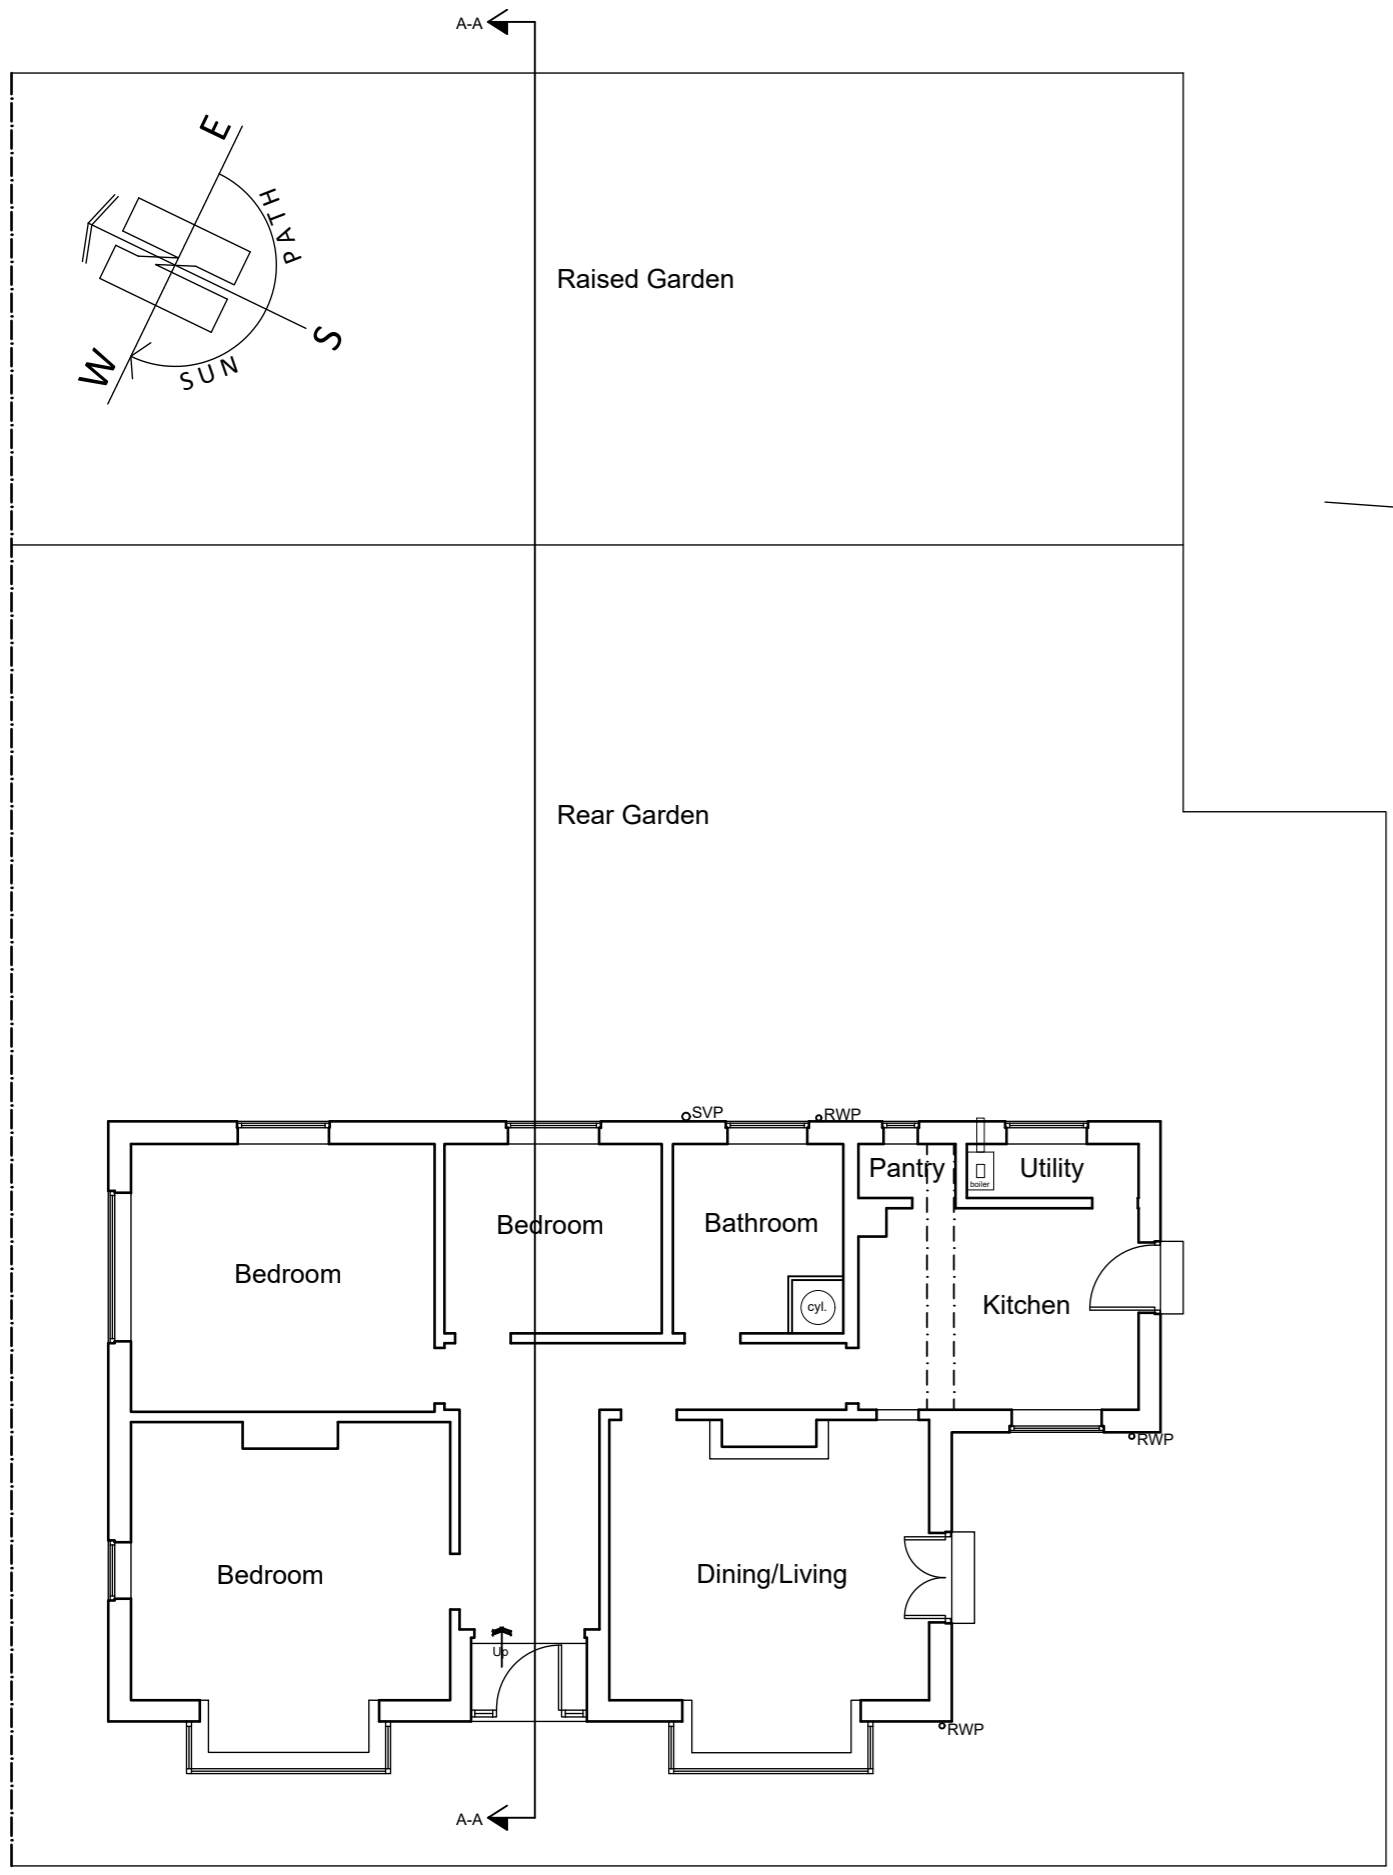 A-A
E
PATH
S
SUN
W
Raised Garden
Rear Garden
SVP
RWP
Pantry
Utility
boiler
Bedroom
Bathroom
Bedroom
cyl.
Kitchen
RWP
Bedroom
Dining/Living
Up
RWP
A-A